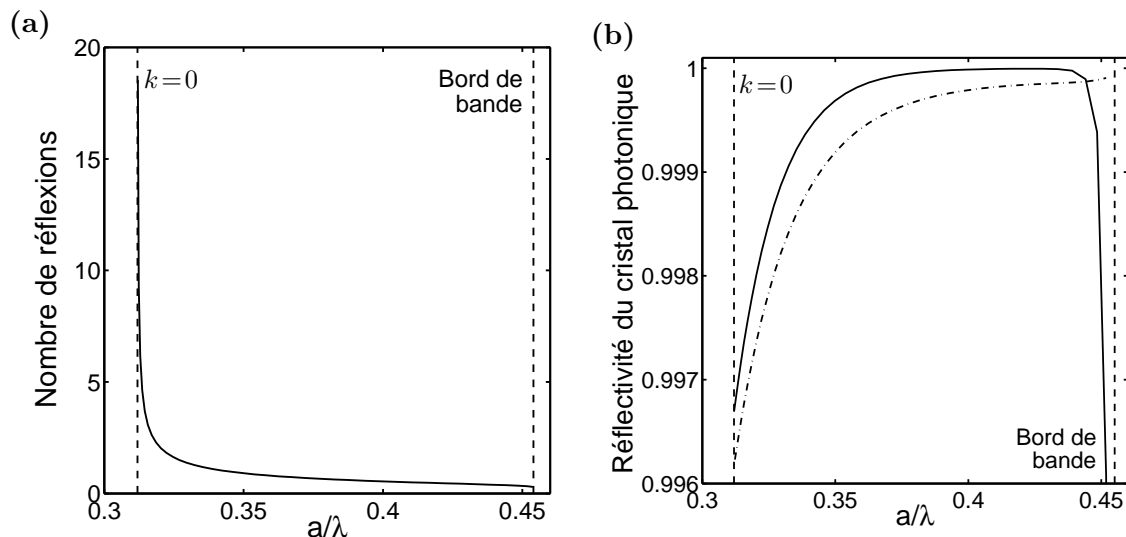 (a)
Nombre de réflexions
20
15
10
5
0
k=0
Bord de
bande
0.3
0.35
0.4
0.45
a/λ
(b)
Réflectivité du cristal photonique
1
0.999
0.998
0.997
0.996
k=0
Bord de
bande
0.3
0.35
0.4
0.45
a/λ